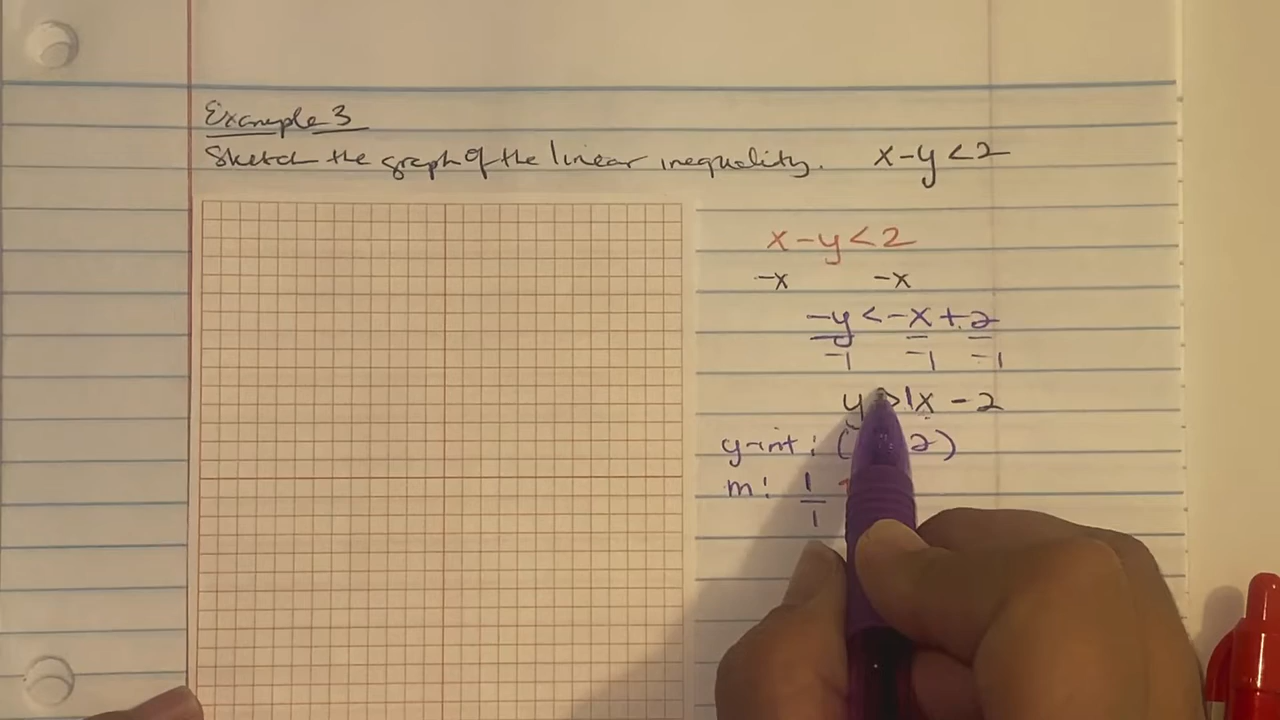 Example 3
Sketch the graph of the linear inequality. x-y<2
x-y<2
-x -x
-y<-x+2
-1 -1 -1
y>1x-2
y-int: ( 2)
m: 1/1